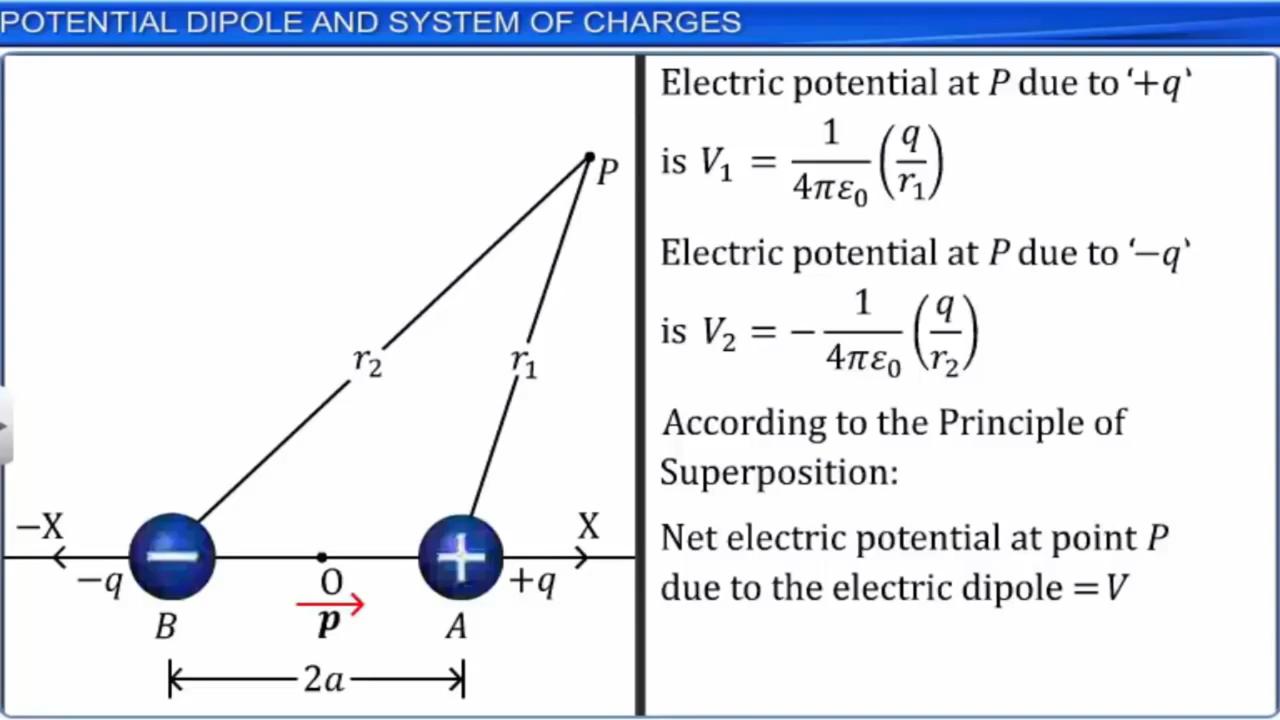 POTENTIAL DIPOLE AND SYSTEM OF CHARGES
P
r₂
r₁
−X
X
−q
O
+q
B
p
A
2a
Electric potential at P due to ‘+q‘
is V₁ = 1/4πε₀ (q/r₁)
Electric potential at P due to ‘−q‘
is V₂ = − 1/4πε₀ (q/r₂)
According to the Principle of
Superposition:
Net electric potential at point P
due to the electric dipole = V